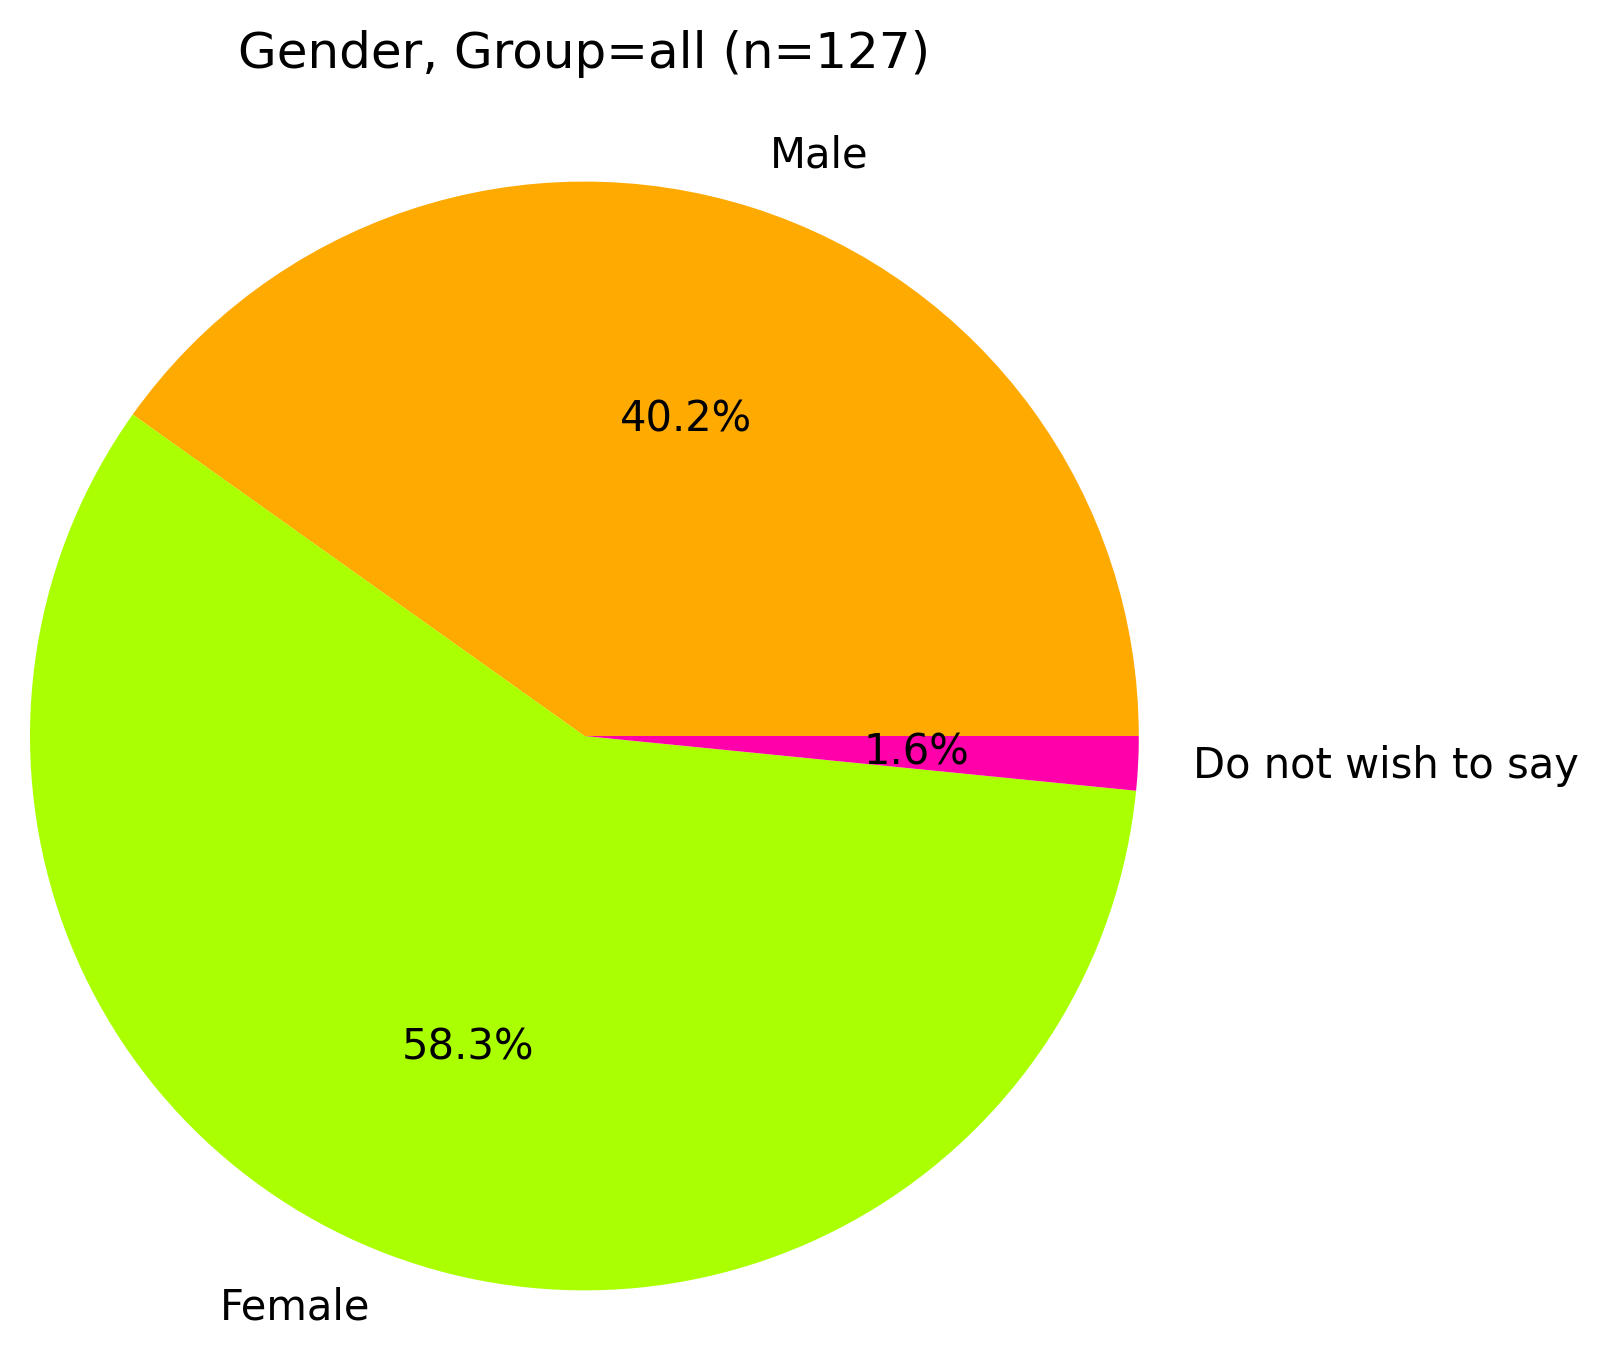 Gender, Group=all (n=127)
Male
40.2%
1.6%
Do not wish to say
58.3%
Female